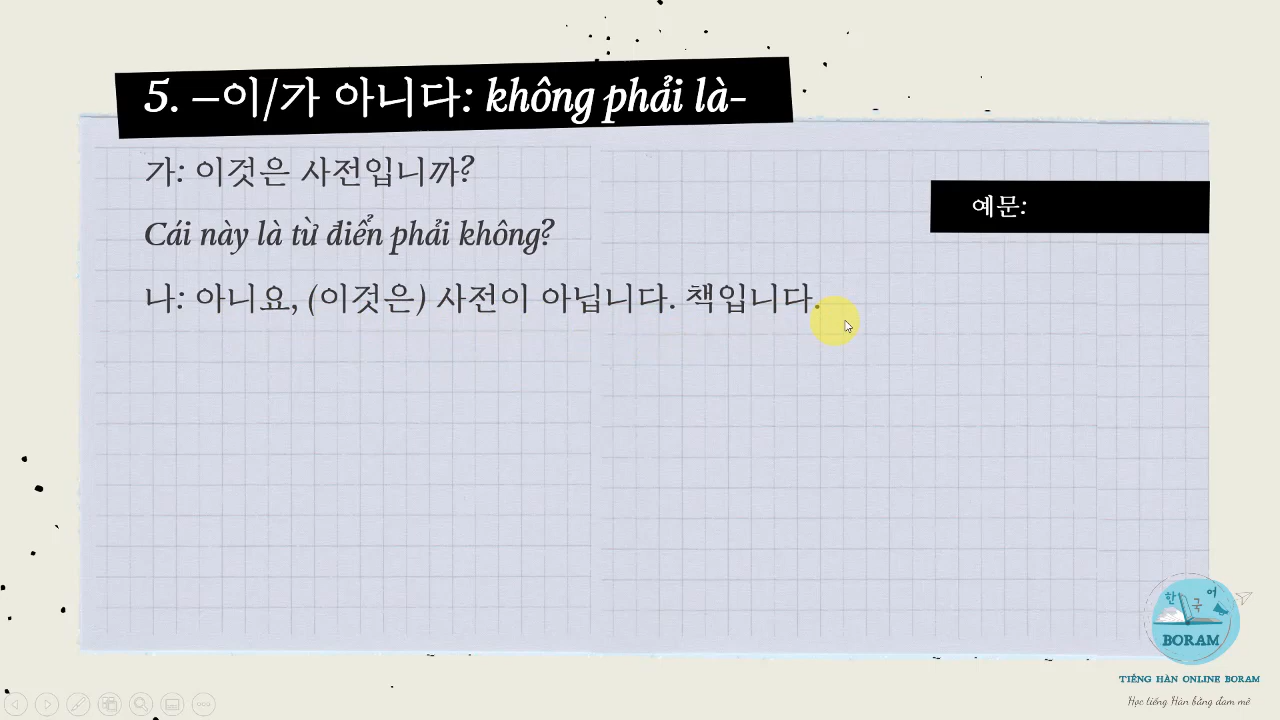 5. –이/가 아니다: không phải là-
가: 이것은 사전입니까?
예문:
Cái này là từ điển phải không?
나: 아니요, (이것은) 사전이 아닙니다. 책입니다.
한국어
BORAM
TIẾNG HÀN ONLINE BORAM
Học tiếng Hàn bằng đam mê